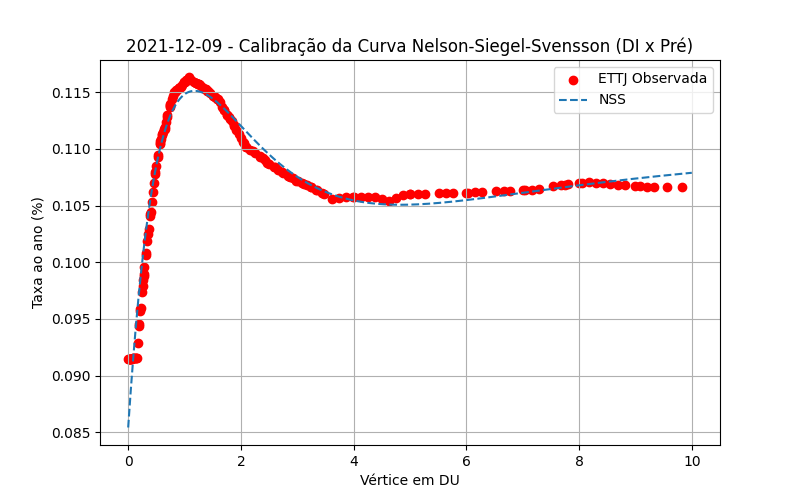 2021-12-09 - Calibração da Curva Nelson-Siegel-Svensson (DI x Pré)
ETTJ Observada
NSS
Taxa ao ano (%)
0.115
0.110
0.105
0.100
0.095
0.090
0.085
0 2 4 6 8 10
Vértice em DU